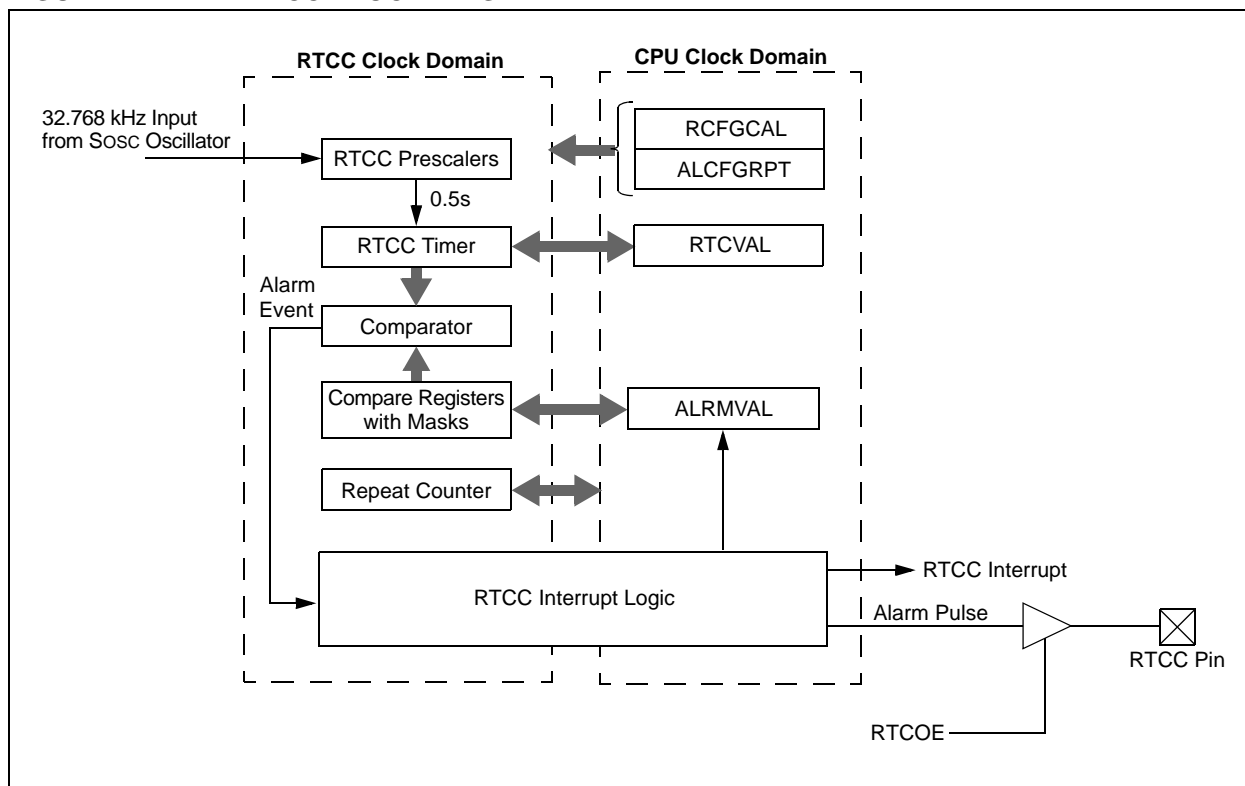 RTCC Clock Domain
CPU Clock Domain
32.768 kHz Input
from SOSC Oscillator
RCFGCAL
ALCFGRPT
RTCC Prescalers
0.5s
RTCC Timer
RTCVAL
Alarm
Event
Comparator
Compare Registers
with Masks
ALRMVAL
Repeat Counter
RTCC Interrupt Logic
RTCC Interrupt
Alarm Pulse
RTCC Pin
RTCOE